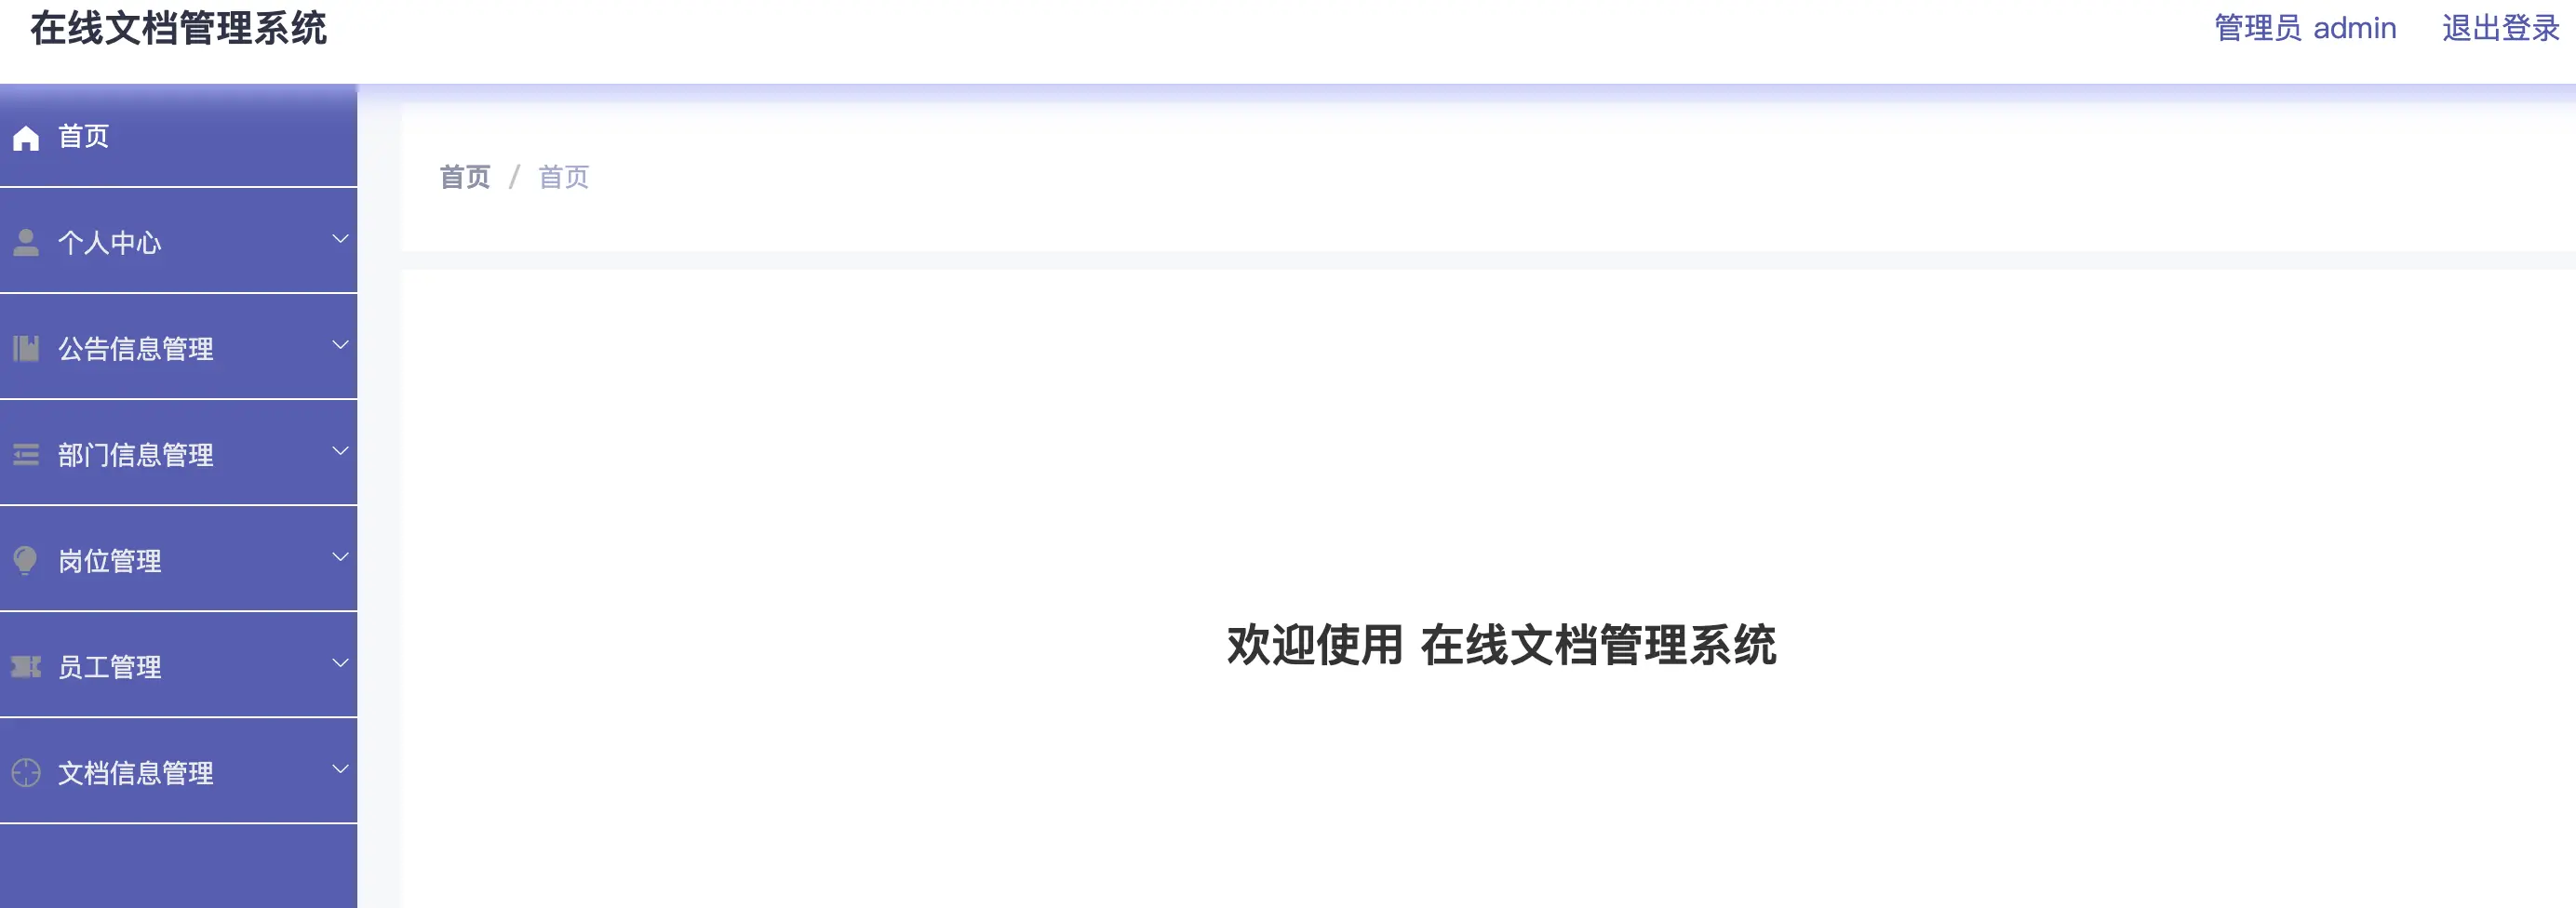 在线文档管理系统
管理员 admin 退出登录
首页
个人中心
公告信息管理
部门信息管理
岗位管理
员工管理
文档信息管理
首页 / 首页
欢迎使用 在线文档管理系统